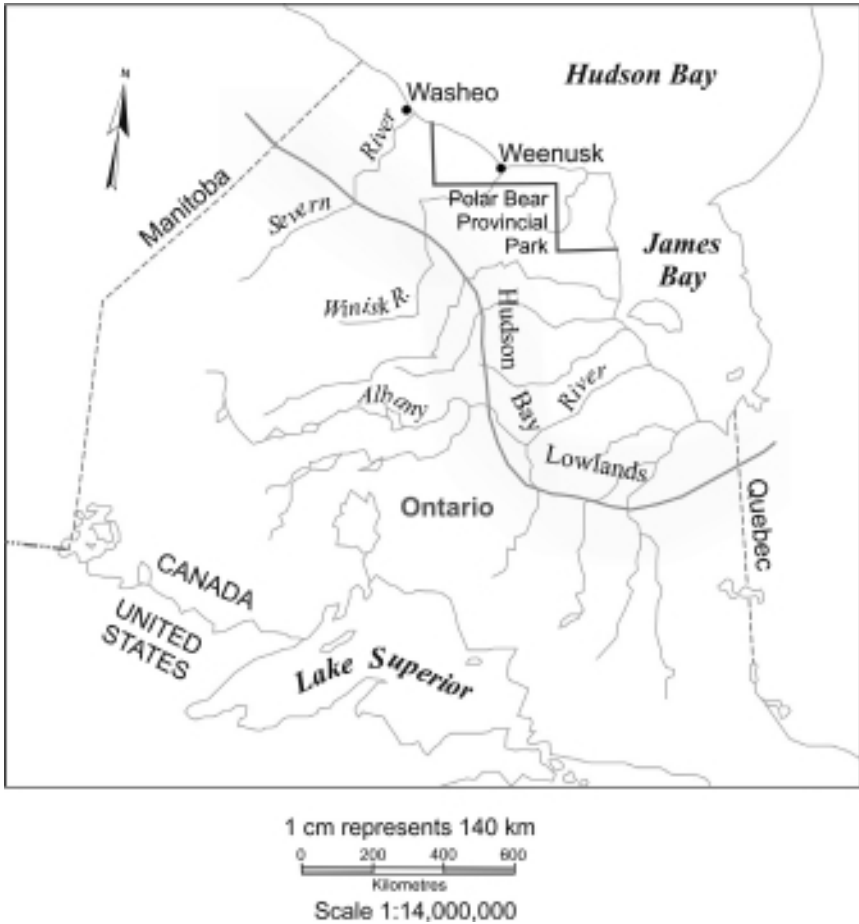 N
Hudson Bay
Washeo
River
Weenusk
Manitoba
Severn
Polar Bear
Provincial
Park
James
Bay
Winisk R.
Hudson
Bay
Lowlands
Albany
River
Ontario
Quebec
CANADA
UNITED
STATES
Lake Superior
1 cm represents 140 km
0 200 400 600
Kilometres
Scale 1:14,000,000